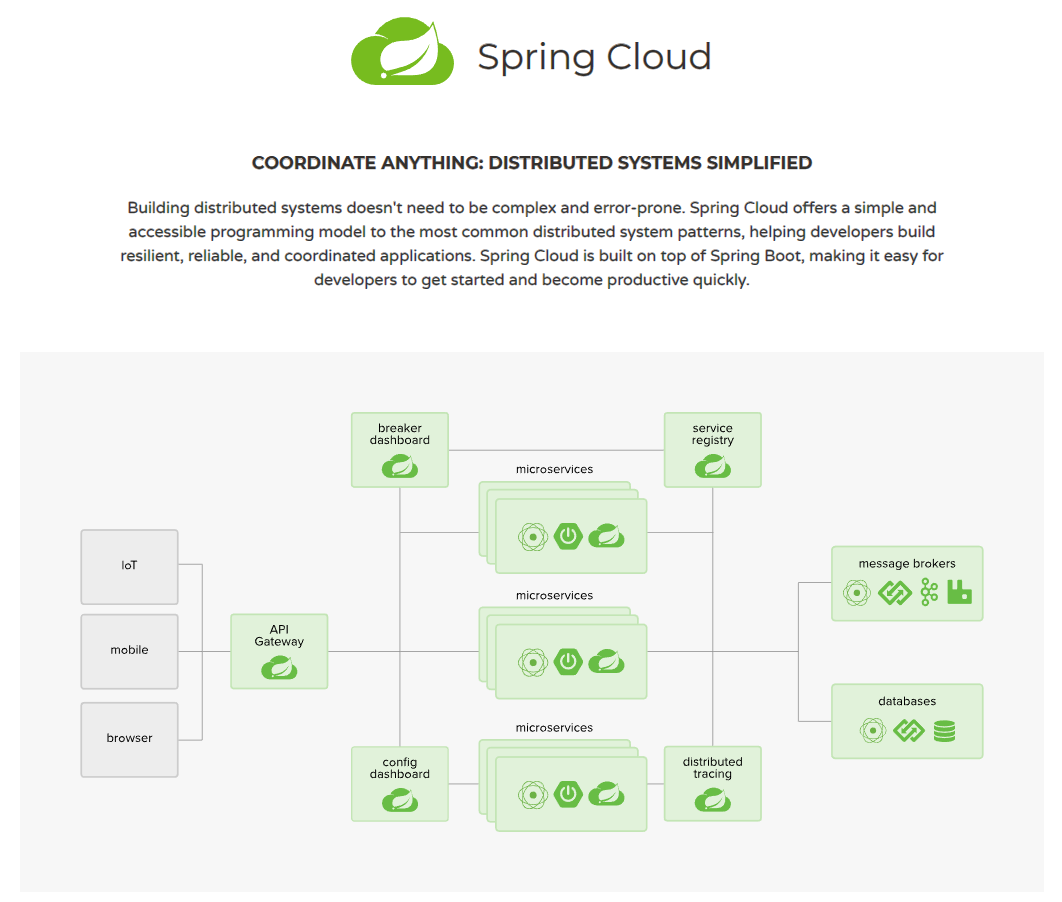 Spring Cloud
COORDINATE ANYTHING: DISTRIBUTED SYSTEMS SIMPLIFIED
Building distributed systems doesn't need to be complex and error-prone. Spring Cloud offers a simple and
accessible programming model to the most common distributed system patterns, helping developers build
resilient, reliable, and coordinated applications. Spring Cloud is built on top of Spring Boot, making it easy for
developers to get started and become productive quickly.
breaker
dashboard
service
registry
microservices
IoT
message brokers
microservices
API
Gateway
mobile
databases
microservices
browser
config
dashboard
distributed
tracing